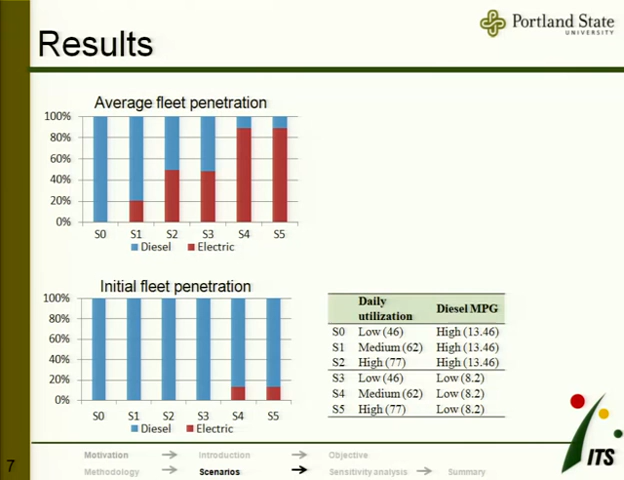 Portland State
UNIVERSITY
Results
Average fleet penetration
100%
80%
60%
40%
20%
0%
S0 S1 S2 S3 S4 S5
Diesel Electric
Initial fleet penetration
100%
80%
60%
40%
20%
0%
S0 S1 S2 S3 S4 S5
Diesel Electric
Daily utilization Diesel MPG
S0 Low (46) High (13.46)
S1 Medium (62) High (13.46)
S2 High (77) High (13.46)
S3 Low (46) Low (8.2)
S4 Medium (62) Low (8.2)
S5 High (77) Low (8.2)
ITS
7
Motivation Introduction Objective
Methodology Scenarios Sensitivity analysis Summary